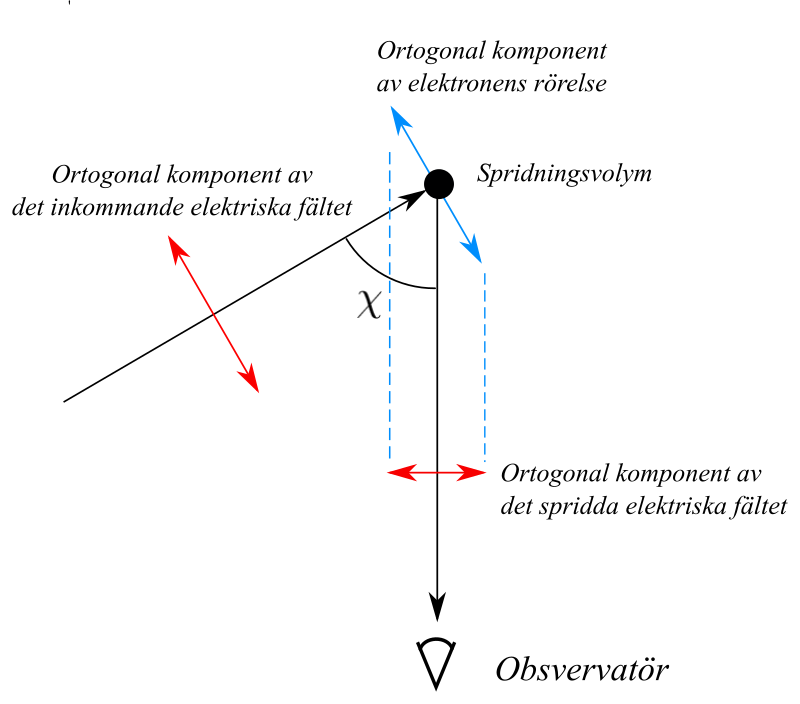 Ortogonal komponent
av elektronens rörelse
Spridningsvolym
Ortogonal komponent av
det inkommande elektriska fältet
χ
Ortogonal komponent av
det spridda elektriska fältet
Obsvervatör